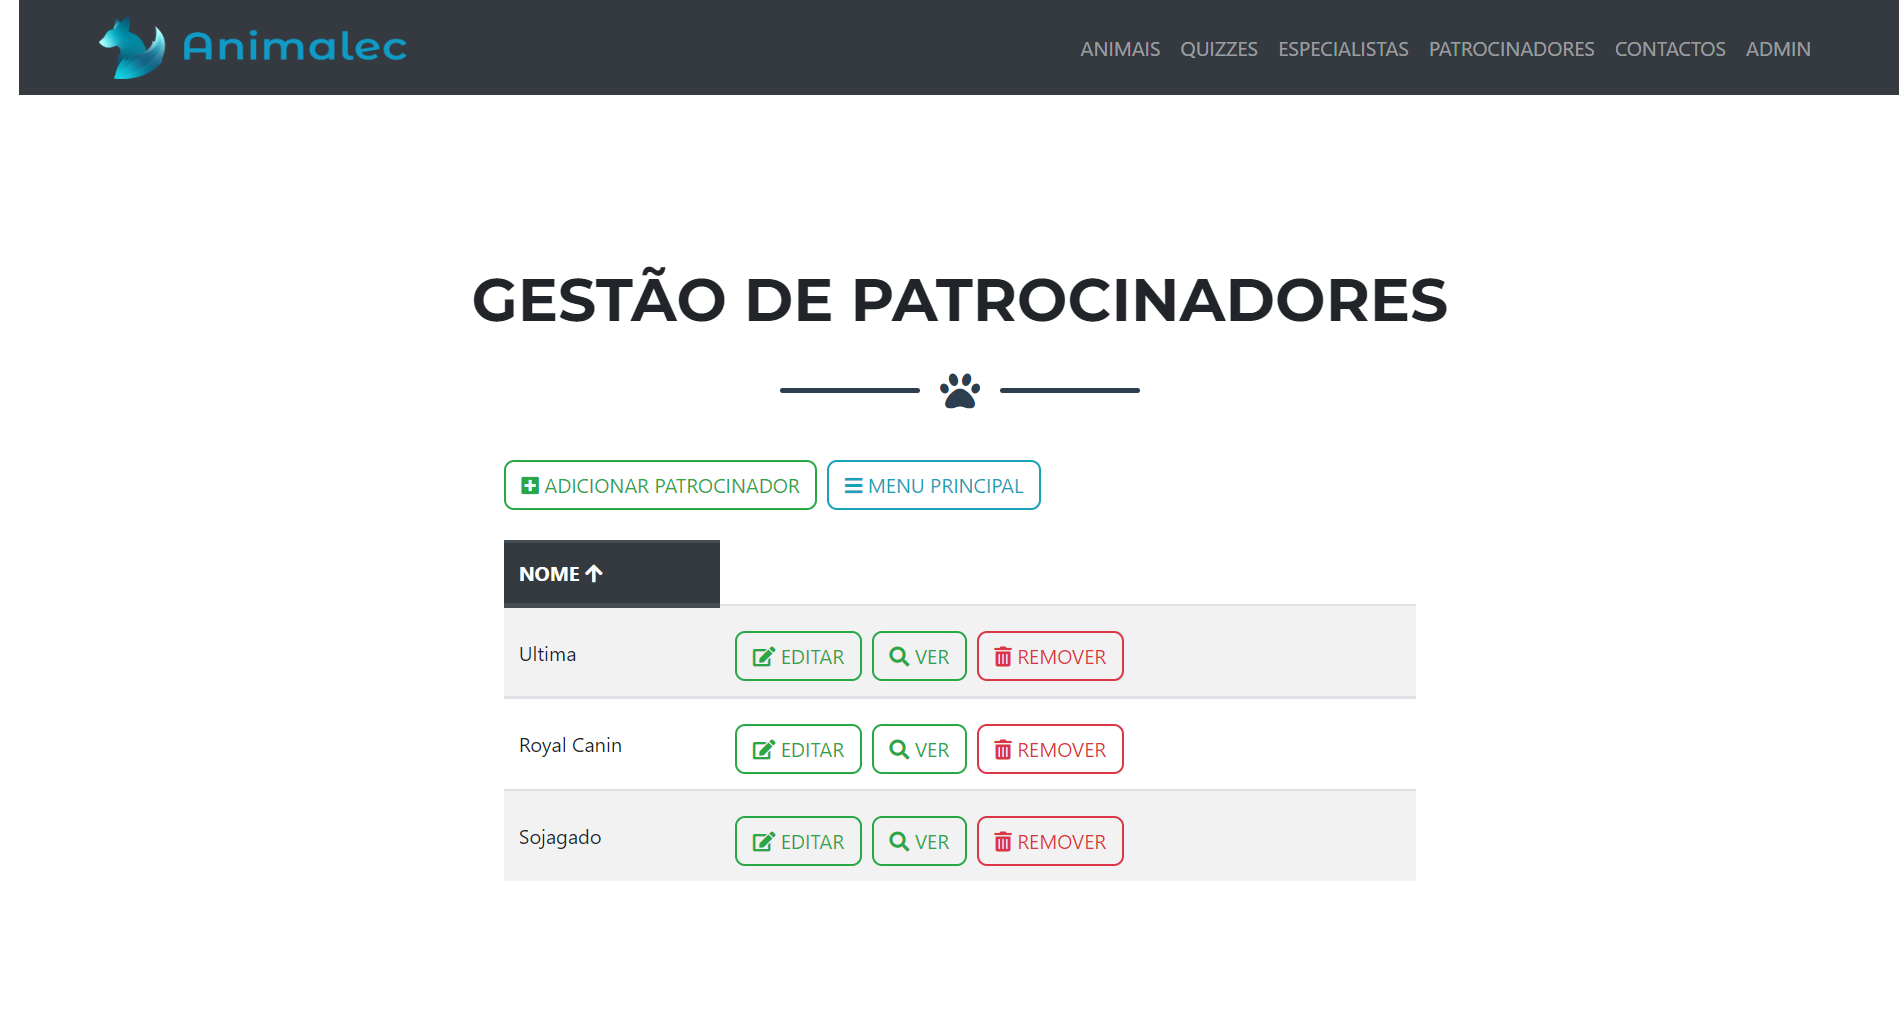 Animalec
ANIMAIS QUIZZES ESPECIALISTAS PATROCINADORES CONTACTOS ADMIN
GESTÃO DE PATROCINADORES
ADICIONAR PATROCINADOR MENU PRINCIPAL
NOME
Ultima EDITAR VER REMOVER
Royal Canin EDITAR VER REMOVER
Sojagado EDITAR VER REMOVER